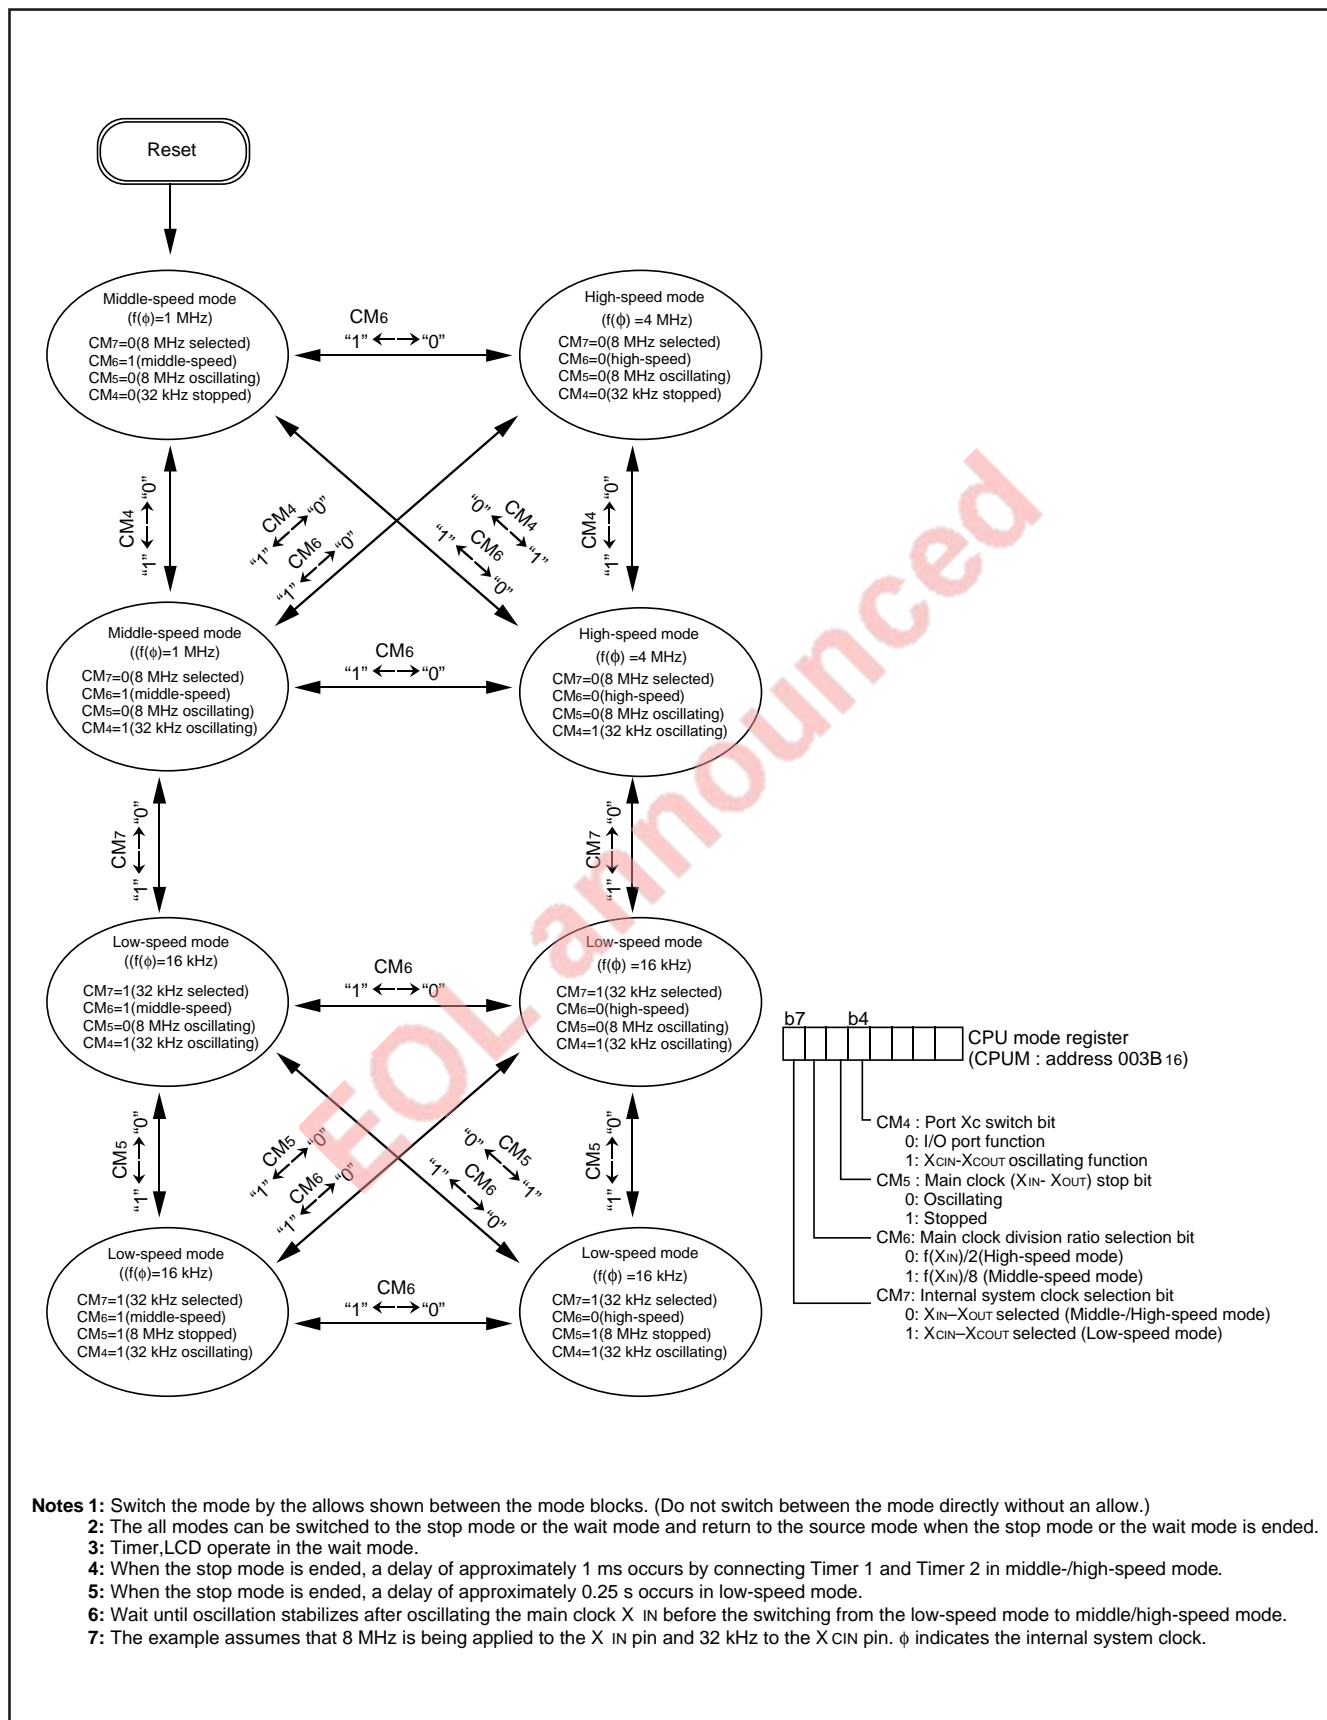 Reset
Middle-speed mode
(f(ϕ)=1 MHz)
CM7=0(8 MHz selected)
CM6=1(middle-speed)
CM5=0(8 MHz oscillating)
CM4=0(32 kHz stopped)
CM6
“1” ←→ “0”
High-speed mode
(f(ϕ) =4 MHz)
CM7=0(8 MHz selected)
CM6=0(high-speed)
CM5=0(8 MHz oscillating)
CM4=0(32 kHz stopped)
CM4
“1” ←→ “0”
CM4
“1” ←→ “0”
CM6
“1” ←→ “0”
CM4
“0” ←→ “1”
CM6
“1” ←→ “0”
CM4
“1” ←→ “0”
Middle-speed mode
((f(ϕ)=1 MHz)
CM7=0(8 MHz selected)
CM6=1(middle-speed)
CM5=0(8 MHz oscillating)
CM4=1(32 kHz oscillating)
CM6
“1” ←→ “0”
High-speed mode
(f(ϕ) =4 MHz)
CM7=0(8 MHz selected)
CM6=0(high-speed)
CM5=0(8 MHz oscillating)
CM4=1(32 kHz oscillating)
CM7
“1” ←→ “0”
CM7
“1” ←→ “0”
Low-speed mode
((f(ϕ)=16 kHz)
CM7=1(32 kHz selected)
CM6=1(middle-speed)
CM5=0(8 MHz oscillating)
CM4=1(32 kHz oscillating)
CM6
“1” ←→ “0”
Low-speed mode
(f(ϕ) =16 kHz)
CM7=1(32 kHz selected)
CM6=0(high-speed)
CM5=0(8 MHz oscillating)
CM4=1(32 kHz oscillating)
CM5
“1” ←→ “0”
CM5
“1” ←→ “0”
CM6
“1” ←→ “0”
CM5
“0” ←→ “1”
CM6
“1” ←→ “0”
CM5
“1” ←→ “0”
Low-speed mode
((f(ϕ)=16 kHz)
CM7=1(32 kHz selected)
CM6=1(middle-speed)
CM5=1(8 MHz stopped)
CM4=1(32 kHz oscillating)
CM6
“1” ←→ “0”
Low-speed mode
(f(ϕ) =16 kHz)
CM7=1(32 kHz selected)
CM6=0(high-speed)
CM5=1(8 MHz stopped)
CM4=1(32 kHz oscillating)
b7 b4
CPU mode register
(CPUM : address 003B16)
CM4 : Port Xc switch bit
0: I/O port function
1: XCIN-XCOUT oscillating function
CM5 : Main clock (XIN- XOUT) stop bit
0: Oscillating
1: Stopped
CM6: Main clock division ratio selection bit
0: f(XIN)/2(High-speed mode)
1: f(XIN)/8 (Middle-speed mode)
CM7: Internal system clock selection bit
0: XIN–XOUT selected (Middle-/High-speed mode)
1: XCIN–XCOUT selected (Low-speed mode)
EOL announced
Notes 1: Switch the mode by the allows shown between the mode blocks. (Do not switch between the mode directly without an allow.)
2: The all modes can be switched to the stop mode or the wait mode and return to the source mode when the stop mode or the wait mode is ended.
3: Timer,LCD operate in the wait mode.
4: When the stop mode is ended, a delay of approximately 1 ms occurs by connecting Timer 1 and Timer 2 in middle-/high-speed mode.
5: When the stop mode is ended, a delay of approximately 0.25 s occurs in low-speed mode.
6: Wait until oscillation stabilizes after oscillating the main clock X IN before the switching from the low-speed mode to middle/high-speed mode.
7: The example assumes that 8 MHz is being applied to the X IN pin and 32 kHz to the X CIN pin. ϕ indicates the internal system clock.